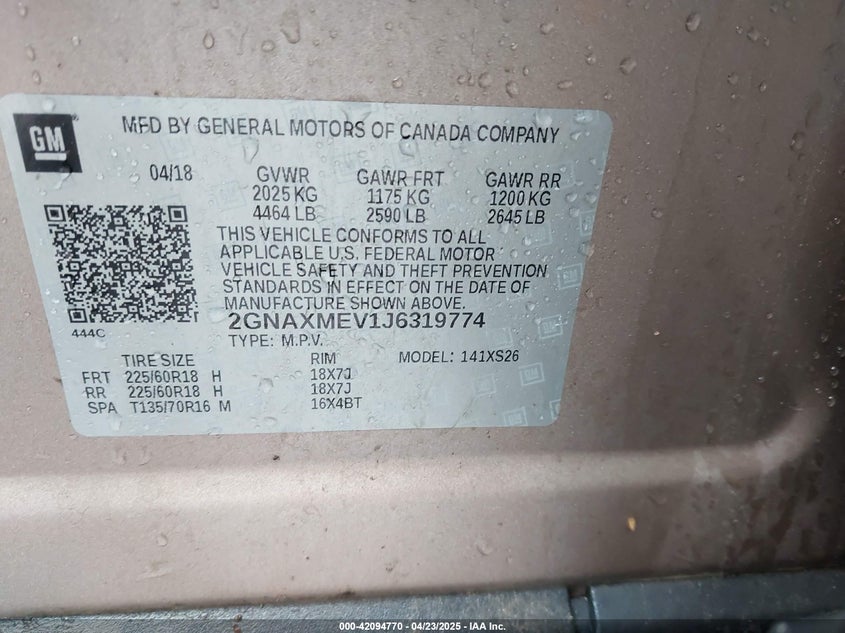 GM
MFD BY GENERAL MOTORS OF CANADA COMPANY
04/18 GVWR GAWR FRT GAWR RR
2025 KG 1175 KG 1200 KG
4464 LB 2590 LB 2645 LB
THIS VEHICLE CONFORMS TO ALL
APPLICABLE U.S. FEDERAL MOTOR
VEHICLE SAFETY AND THEFT PREVENTION
STANDARDS IN EFFECT ON THE DATE OF
MANUFACTURE SHOWN ABOVE.
444C
2GNAXMEV1J6319774
TYPE: M.P.V.
TIRE SIZE RIM MODEL: 141XS26
FRT 225/60R18 H 18X7J
RR 225/60R18 H 18X7J
SPA T135/70R16 M 16X4BT
000-42094770 - 04/23/2025 - IAA Inc.